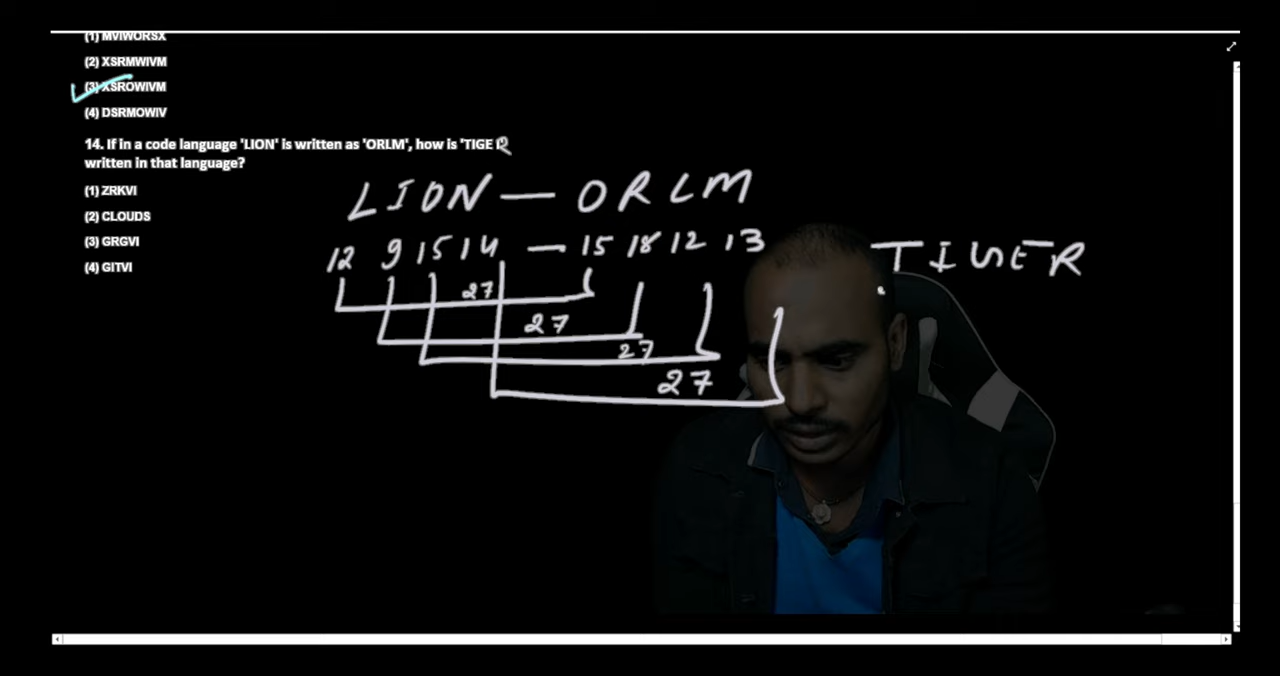 (1) MVIWORSX
(2) XSRMWIVM
(3) XSROWIVM
(4) DSRMOWIV
14. If in a code language 'LION' is written as 'ORLM', how is 'TIGE R
written in that language?
(1) ZRKVI
(2) CLOUDS
(3) GRGVI
(4) GITVI
LION — ORLM
12 9 15 14 — 15 18 12 13
TIGER
27
27
27
27